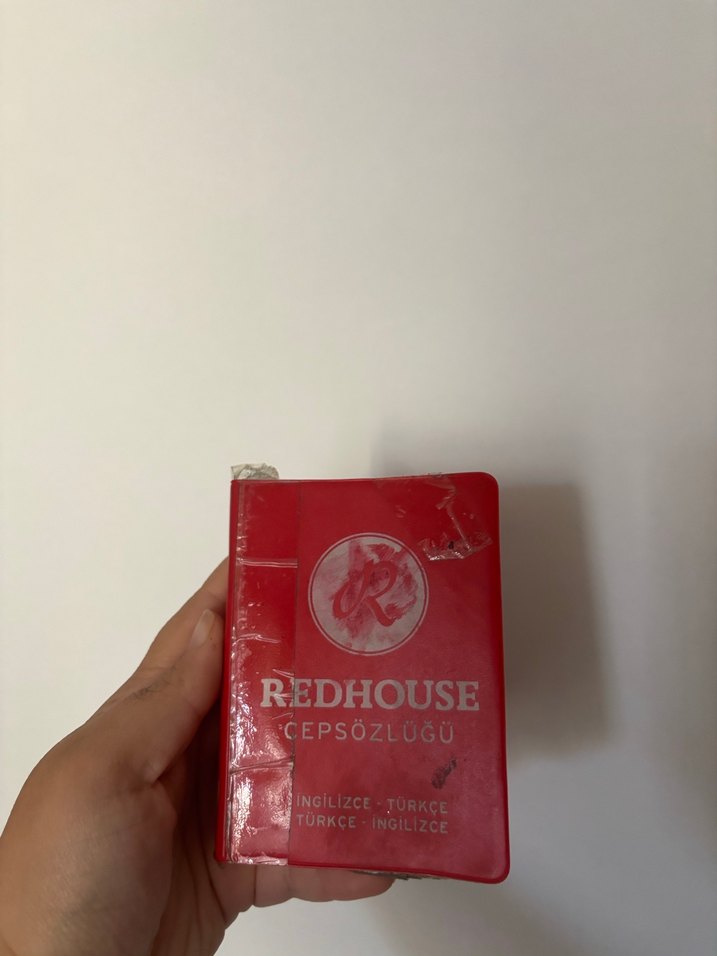 R
REDHOUSE
CEPSÖZLÜĞÜ
İNGİLİZCE - TÜRKÇE
TÜRKÇE - İNGİLİZCE